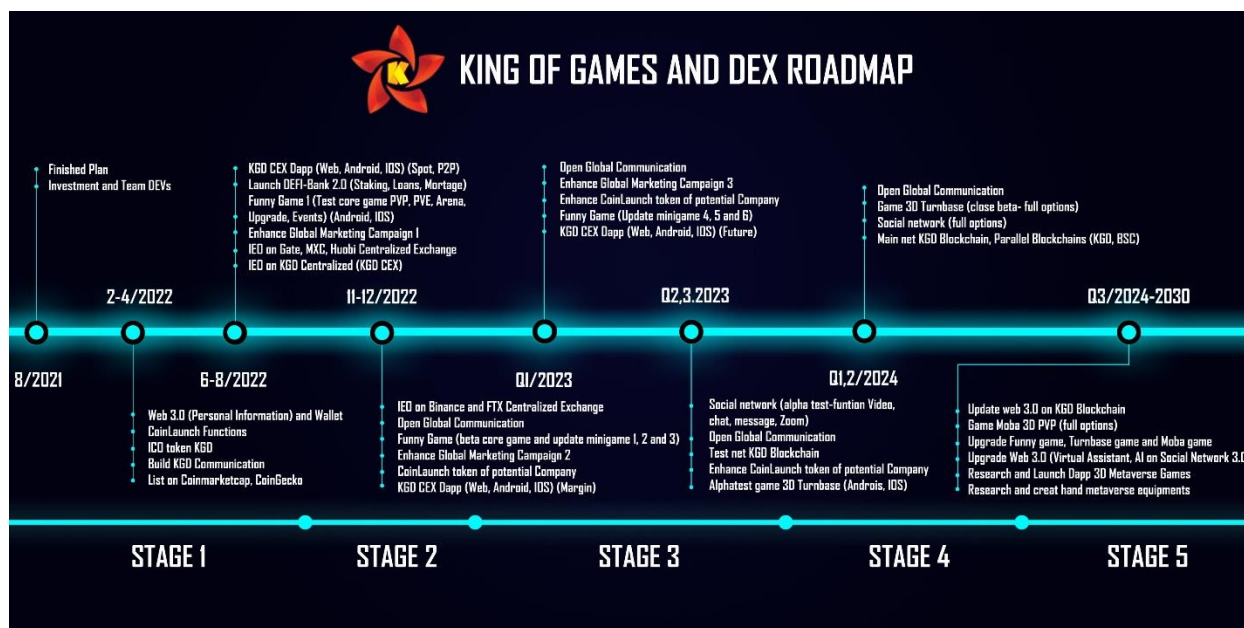 K
KING OF GAMES AND DEX ROADMAP
Finished Plan
Investment and Team DEVs
KGD CEX Dapp (Web, Android, IOS) (Spot, P2P)
Launch DEFI-Bank 2.0 (Staking, Loans, Mortage)
Funny Game 1 (Test core game PVP, PVE, Arena,
Upgrade, Events) (Android, IOS)
Enhance Global Marketing Campaign 1
IEO on Gate, MXC, Huobi Centralized Exchange
IEO on KGD Centralized (KGD CEX)
Open Global Communication
Enhance Global Marketing Campaign 3
Enhance CoinLaunch token of potential Company
Funny Game (Update minigame 4, 5 and 6)
KGD CEX Dapp (Web, Android, IOS) (Future)
Open Global Communication
Game 3D Turnbase (close beta- full options)
Social network (full options)
Main net KGD Blockchain, Parallel Blockchains (KGD, BSC)
2-4/2022
11-12/2022
Q2,3.2023
Q3/2024-2030
8/2021
6-8/2022
Q1/2023
Q1,2/2024
Web 3.0 (Personal Information) and Wallet
CoinLaunch Functions
ICO token KGD
Build KGD Communication
List on Coinmarketcap, CoinGecko
IEO on Binance and FTX Centralized Exchange
Open Global Communication
Funny Game (beta core game and update minigame 1, 2 and 3)
Enhance Global Marketing Campaign 2
CoinLaunch token of potential Company
KGD CEX Dapp (Web, Android, IOS) (Margin)
Social network (alpha test-funtion Video,
chat, message, Zoom)
Open Global Communication
Test net KGD Blockchain
Enhance CoinLaunch token of potential Company
Alphatest game 3D Turnbase (Androis, IOS)
Update web 3.0 on KGD Blockchain
Game Moba 3D PVP (full options)
Upgrade Funny game, Turnbase game and Moba game
Upgrade Web 3.0 (Virtual Assistant, AI on Social Network 3.0
Research and Launch Dapp 3D Metaverse Games
Research and creat hand metaverse equipments
STAGE 1
STAGE 2
STAGE 3
STAGE 4
STAGE 5